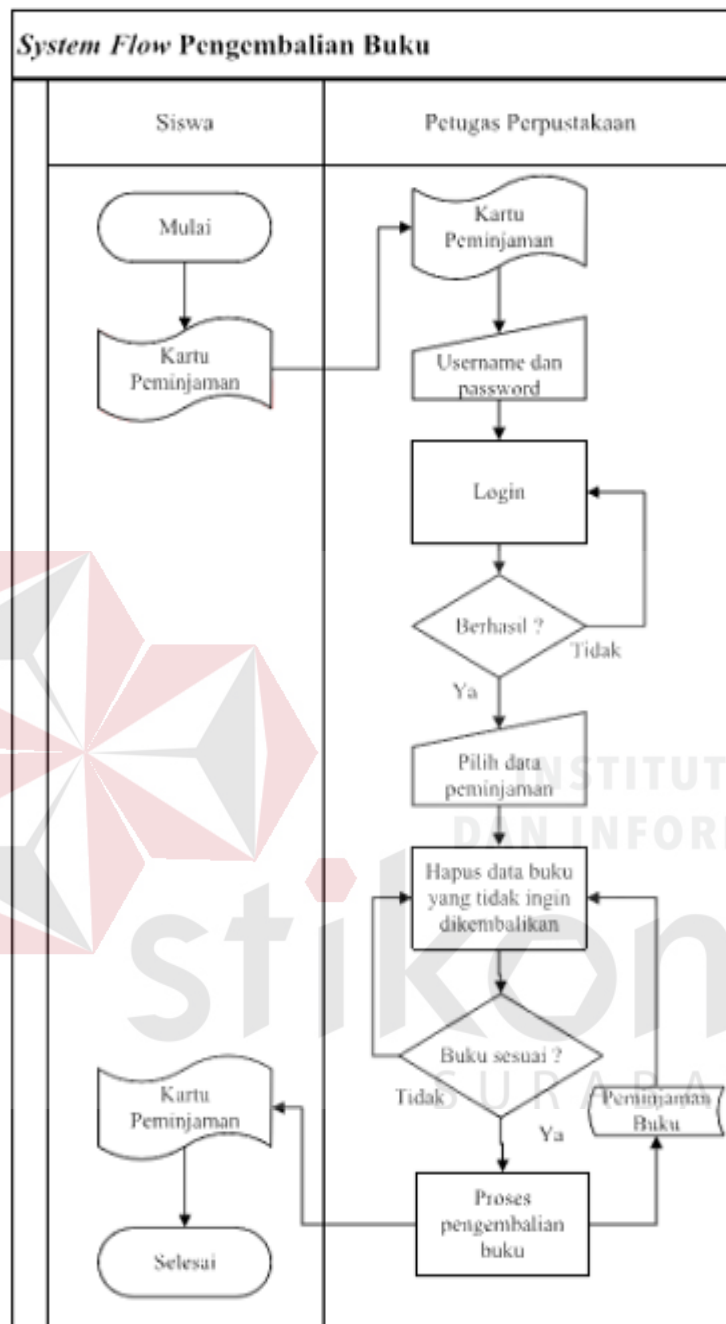 System Flow Pengembalian Buku
Siswa
Petugas Perpustakaan
Mulai
Kartu
Peminjaman
Kartu
Peminjaman
Username dan
password
Login
Berhasil ?
Tidak
Ya
Pilih data
peminjaman
INSTITUT
DAN INFOR
Hapus data buku
yang tidak ingin
dikembalikan
stikom
Buku sesuai ?
Tidak
Ya
SURABA
Peminjaman
Buku
Kartu
Peminjaman
Proses
pengembalian
buku
Selesai